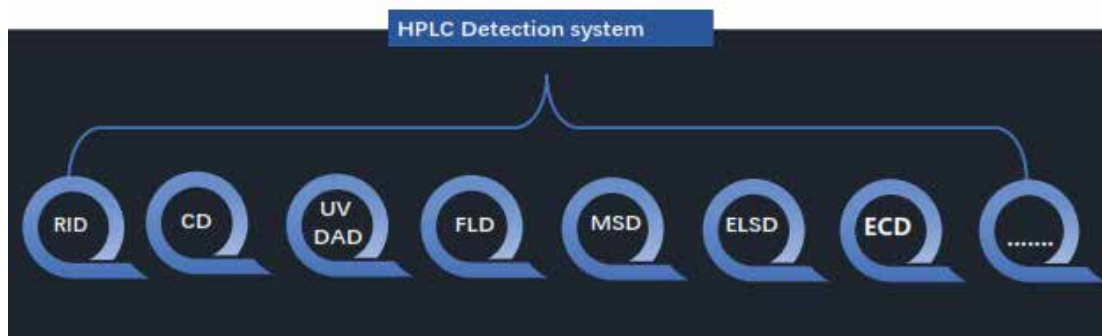 HPLC Detection system
RID
CD
UV
DAD
FLD
MSD
ELSD
ECD
.......